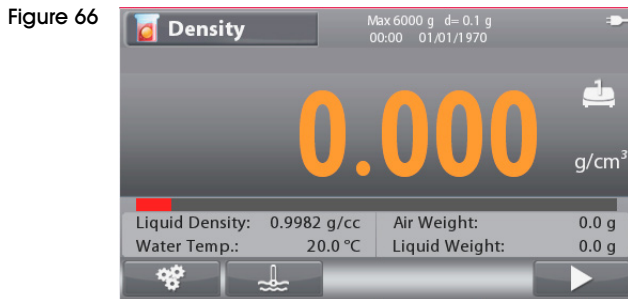 Figure 66
Density
Max 6000 g d= 0.1 g
00:00 01/01/1970
1
0.000
g/cm³
Liquid Density: 0.9982 g/cc Air Weight: 0.0 g
Water Temp.: 20.0 °C Liquid Weight: 0.0 g